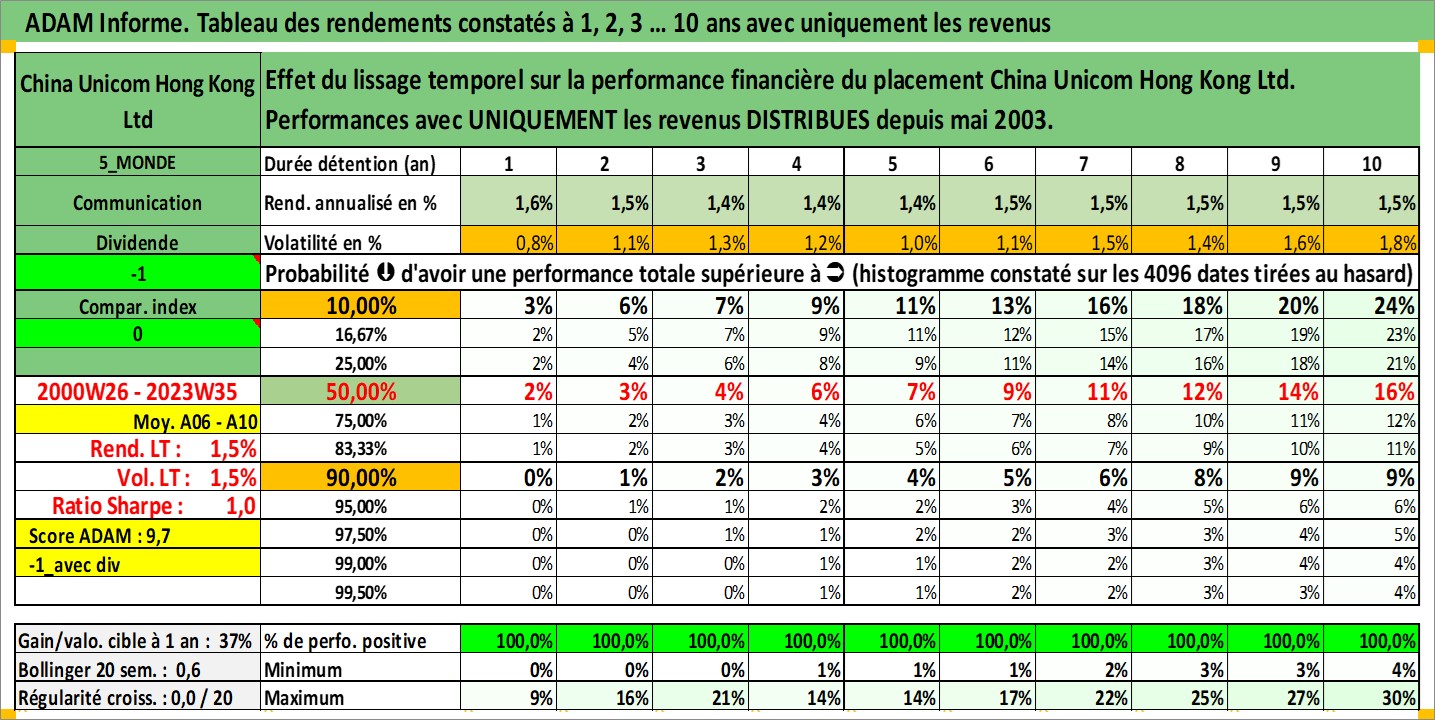 ADAM Informe. Tableau des rendements constatés à 1, 2, 3 ... 10 ans avec uniquement les revenus
China Unicom Hong Kong Ltd
Effet du lissage temporel sur la performance financière du placement China Unicom Hong Kong Ltd.
Performances avec UNIQUEMENT les revenus DISTRIBUES depuis mai 2003.
5_MONDE Durée détention (an) 1 2 3 4 5 6 7 8 9 10
Communication Rend. annualisé en % 1,6% 1,5% 1,4% 1,4% 1,4% 1,5% 1,5% 1,5% 1,5% 1,5%
Dividende Volatilité en % 0,8% 1,1% 1,3% 1,2% 1,0% 1,1% 1,5% 1,4% 1,6% 1,8%
-1 Probabilité d'avoir une performance totale supérieure à (histogramme constaté sur les 4096 dates tirées au hasard)
Compar. index 10,00% 3% 6% 7% 9% 11% 13% 16% 18% 20% 24%
0 16,67% 2% 5% 7% 9% 11% 12% 15% 17% 19% 23%
25,00% 2% 4% 6% 8% 9% 11% 14% 16% 18% 21%
2000W26 - 2023W35 50,00% 2% 3% 4% 6% 7% 9% 11% 12% 14% 16%
Moy. A06 - A10 75,00% 1% 2% 3% 4% 6% 7% 8% 10% 11% 12%
Rend. LT : 1,5% 83,33% 1% 2% 3% 4% 5% 6% 7% 9% 10% 11%
Vol. LT : 1,5% 90,00% 0% 1% 2% 3% 4% 5% 6% 8% 9% 9%
Ratio Sharpe : 1,0 95,00% 0% 1% 1% 2% 2% 3% 4% 5% 6% 6%
Score ADAM : 9,7 97,50% 0% 0% 1% 1% 2% 2% 3% 3% 4% 5%
-1_avec div 99,00% 0% 0% 0% 1% 1% 2% 2% 3% 4% 4%
99,50% 0% 0% 0% 1% 1% 2% 2% 3% 3% 4%
Gain/valo. cible à 1 an : 37% % de perfo. positive 100,0% 100,0% 100,0% 100,0% 100,0% 100,0% 100,0% 100,0% 100,0% 100,0%
Bollinger 20 sem. : 0,6 Minimum 0% 0% 0% 1% 1% 1% 2% 3% 3% 4%
Régularité croiss. : 0,0 / 20 Maximum 9% 16% 21% 14% 14% 17% 22% 25% 27% 30%